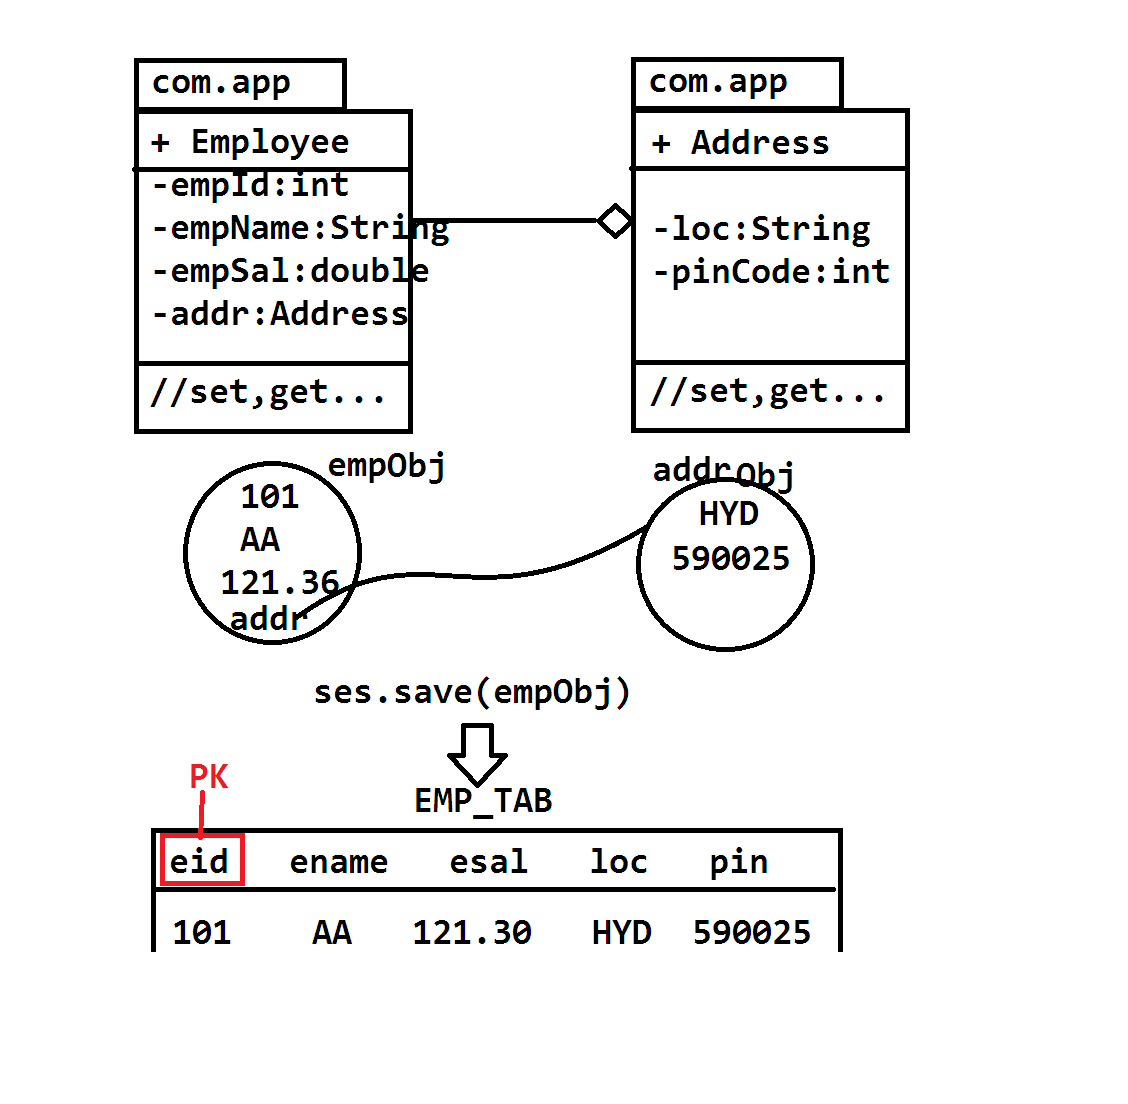 com.app
+ Employee
-empId:int
-empName:String
-empSal:double
-addr:Address
//set,get...
com.app
+ Address
-loc:String
-pinCode:int
//set,get...
empObj
101
AA
121.36
addr
addrObj
HYD
590025
ses.save(empObj)
PK
EMP_TAB
eid ename esal loc pin
101 AA 121.30 HYD 590025